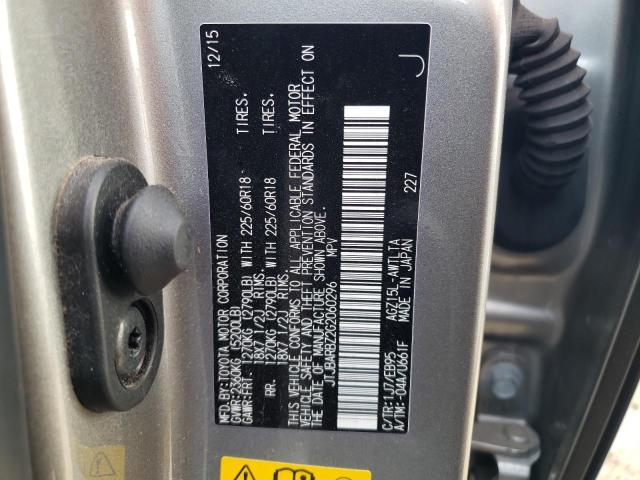 MFD.BY:TOYOTA MOTOR CORPORATION 12/15
GVWR:2360KG (5200LB)
GAWR:FRT. 1270KG (2790LB) WITH 225/60R18 TIRES.
18X7 1/2J RIMS.
RR. 1270KG (2790LB) WITH 225/60R18 TIRES.
18X7 1/2J RIMS.
THIS VEHICLE CONFORMS TO ALL APPLICABLE FEDERAL MOTOR
VEHICLE SAFETY AND THEFT PREVENTION STANDARDS IN EFFECT ON
THE DATE OF MANUFACTURE SHOWN ABOVE.
JTJBARBZ2G2060296 MPV
J
227
C/TR:1J7/EB95 AGZ15L-AWTLTA
A/TM:-04A/U661F MADE IN JAPAN